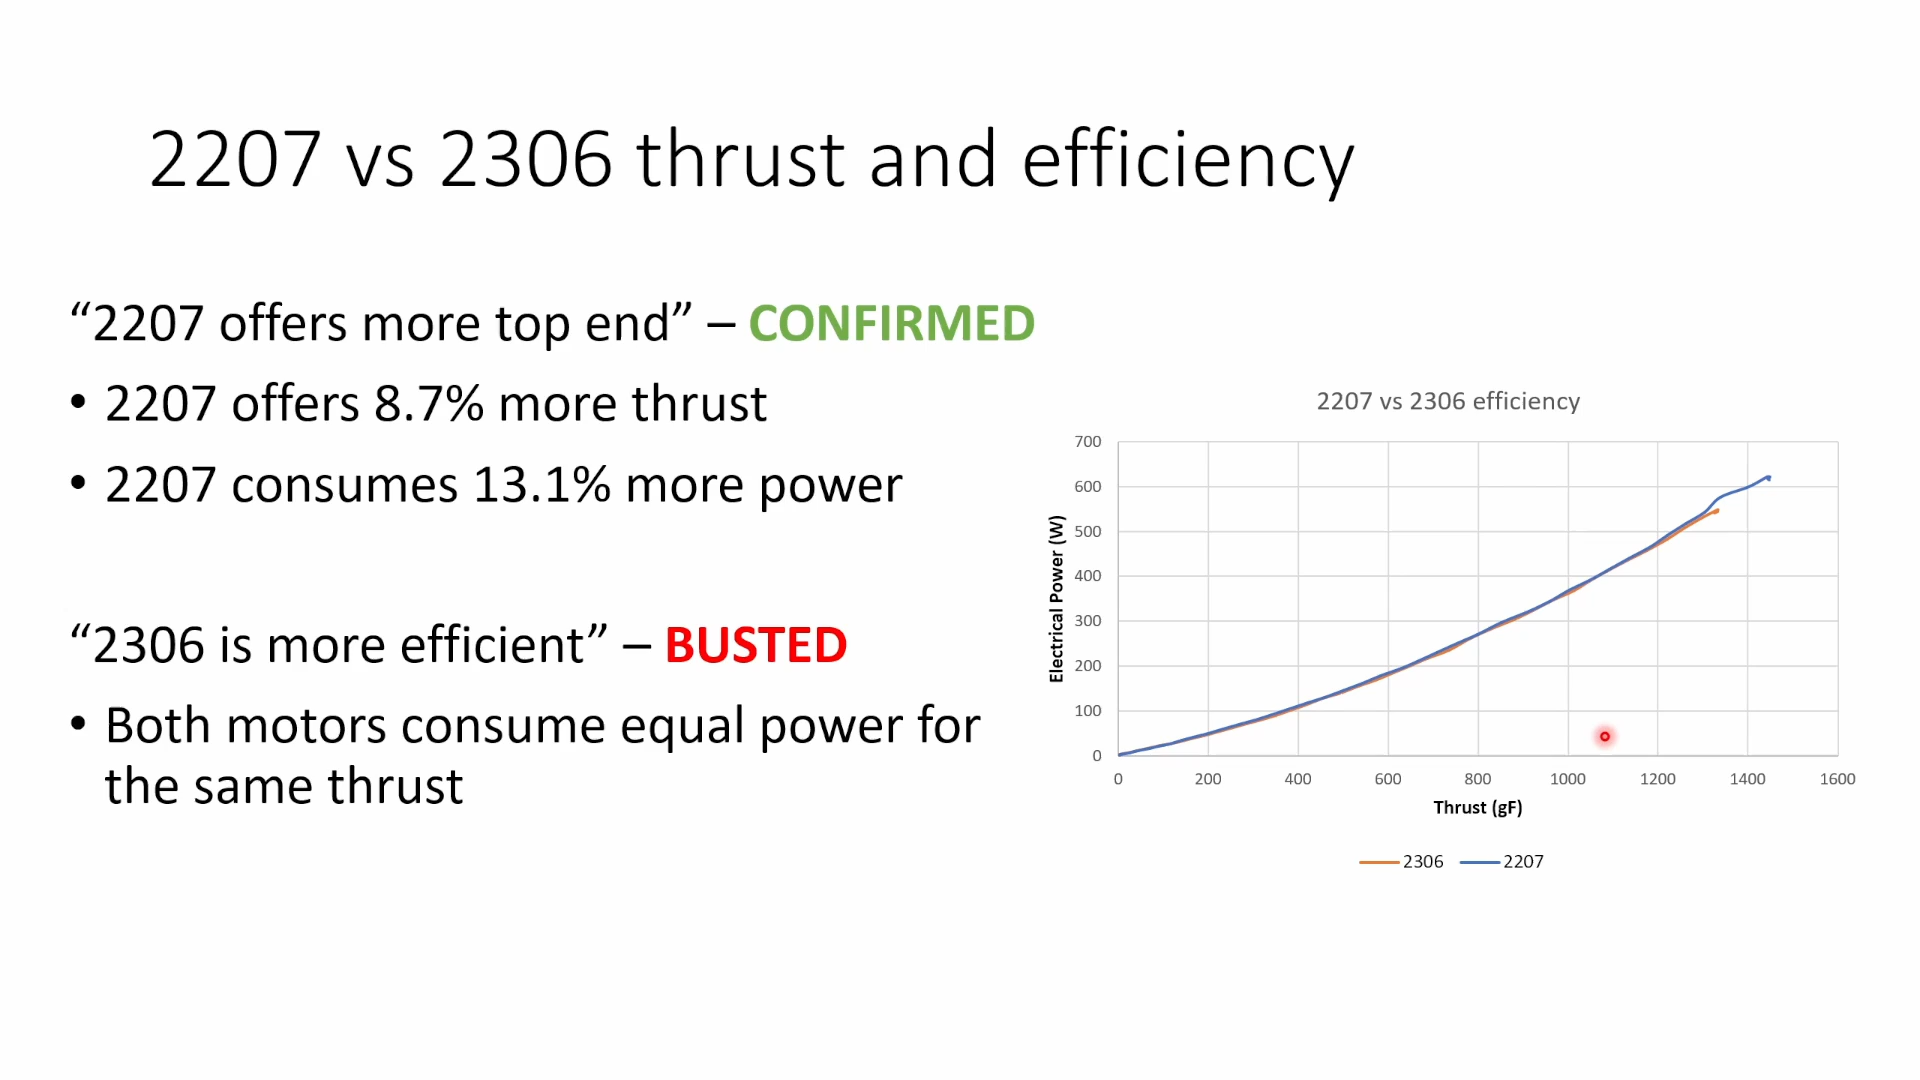 2207 vs 2306 thrust and efficiency
“2207 offers more top end” – CONFIRMED
• 2207 offers 8.7% more thrust
• 2207 consumes 13.1% more power
“2306 is more efficient” – BUSTED
• Both motors consume equal power for
the same thrust
2207 vs 2306 efficiency
700
600
500
400
300
200
100
0
Electrical Power (W)
0 200 400 600 800 1000 1200 1400 1600
Thrust (gF)
2306 2207